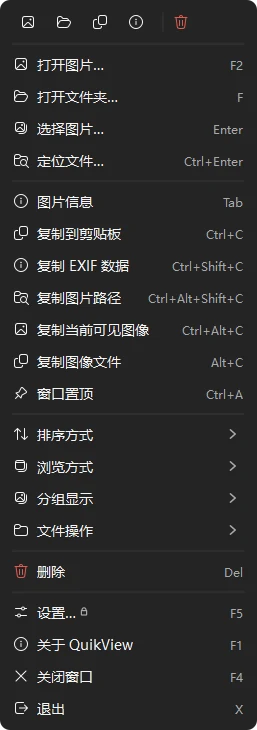 打开图片... F2
打开文件夹... F
选择图片... Enter
定位文件... Ctrl+Enter
图片信息 Tab
复制到剪贴板 Ctrl+C
复制 EXIF 数据 Ctrl+Shift+C
复制图片路径 Ctrl+Alt+Shift+C
复制当前可见图像 Ctrl+Alt+C
复制图像文件 Alt+C
窗口置顶 Ctrl+A
排序方式
浏览方式
分组显示
文件操作
删除 Del
设置... F5
关于 QuikView F1
关闭窗口 F4
退出 X